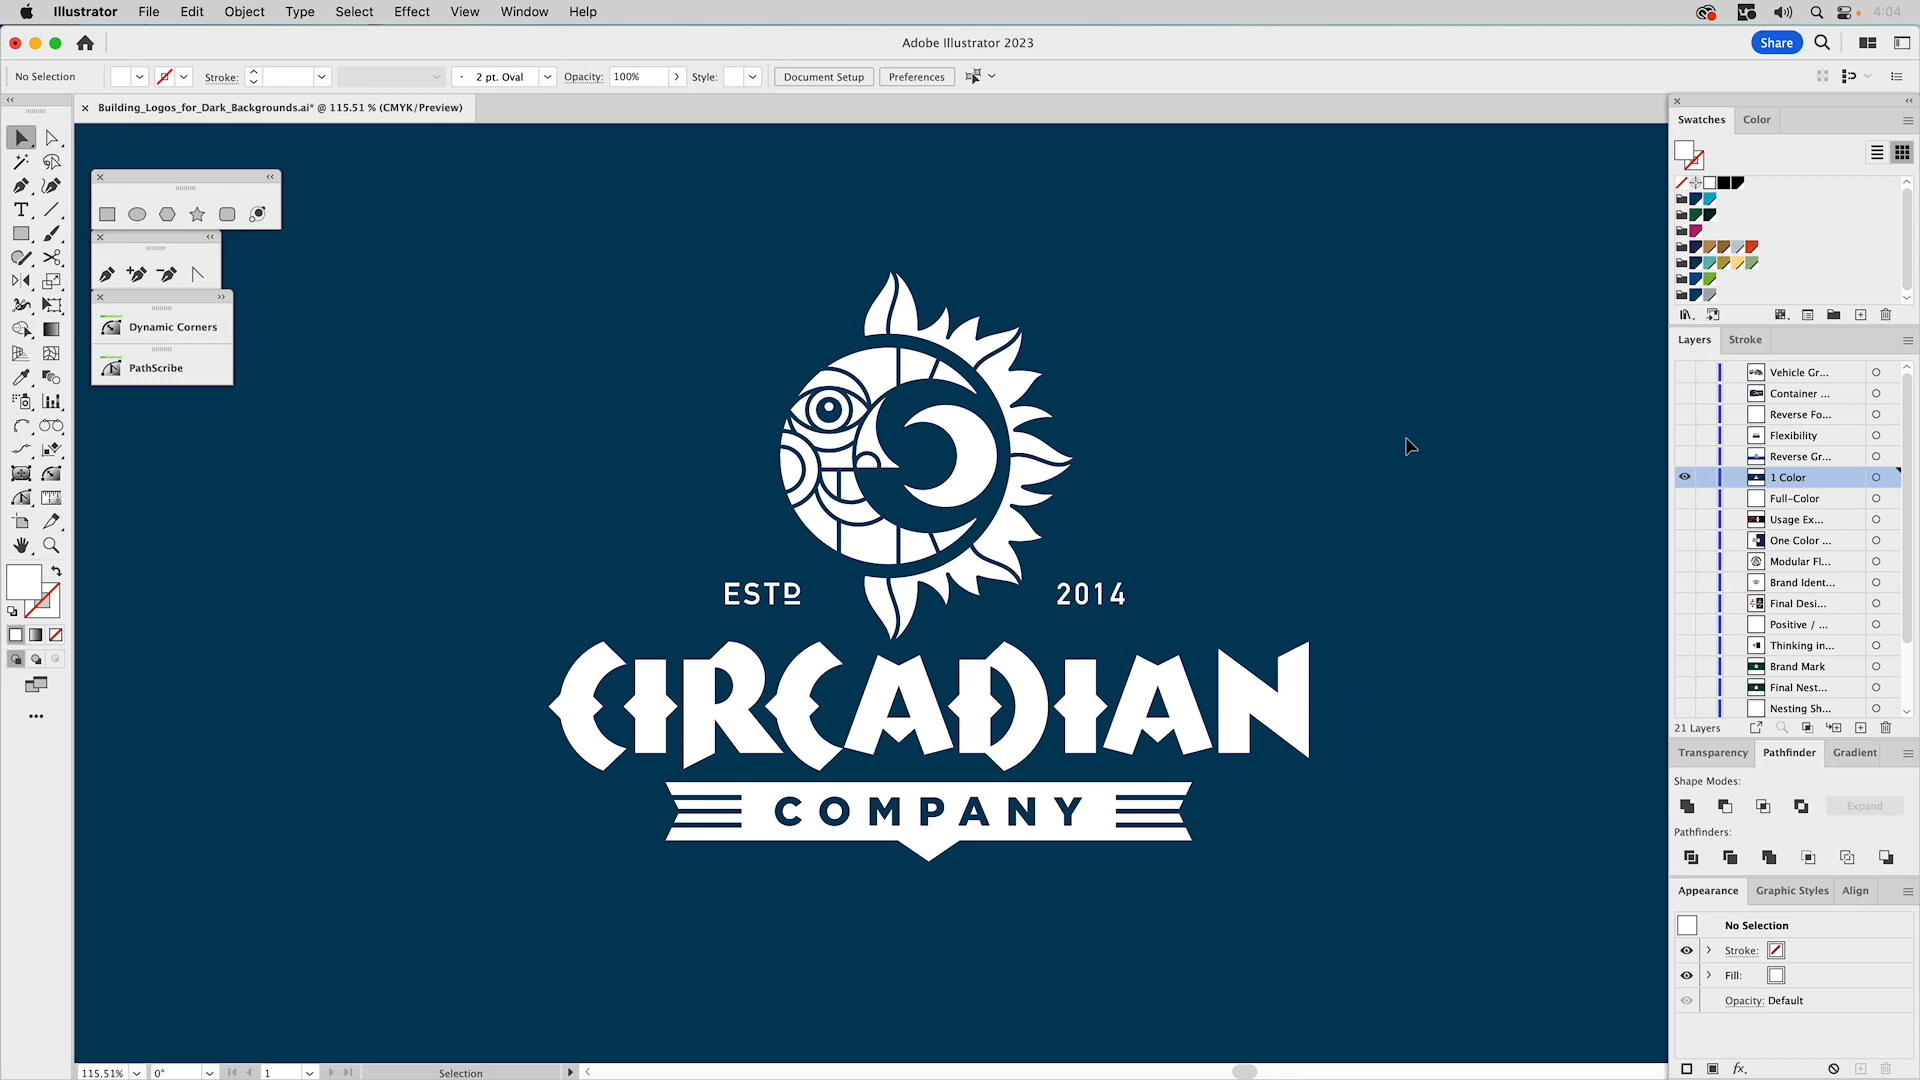 Illustrator File Edit Object Type Select Effect View Window Help 4:04
Adobe Illustrator 2023 Share
No Selection Stroke: 2 pt. Oval Opacity: 100% Style: Document Setup Preferences
Building_Logos_for_Dark_Backgrounds.ai* @ 115.51 % (CMYK/Preview)
Dynamic Corners
PathScribe
ESTD 2014
CIRCADIAN
COMPANY
Swatches Color
Layers Stroke
Vehicle Gr...
Container ...
Reverse Fo...
Flexibility
Reverse Gr...
1 Color
Full-Color
Usage Ex...
One Color ...
Modular Fl...
Brand Ident...
Final Desi...
Positive / ...
Thinking in...
Brand Mark
Final Nest...
Nesting Sh...
21 Layers
Transparency Pathfinder Gradient
Shape Modes:
Expand
Pathfinders:
Appearance Graphic Styles Align
No Selection
Stroke:
Fill:
Opacity: Default
fx.
115.51% 0° 1 Selection